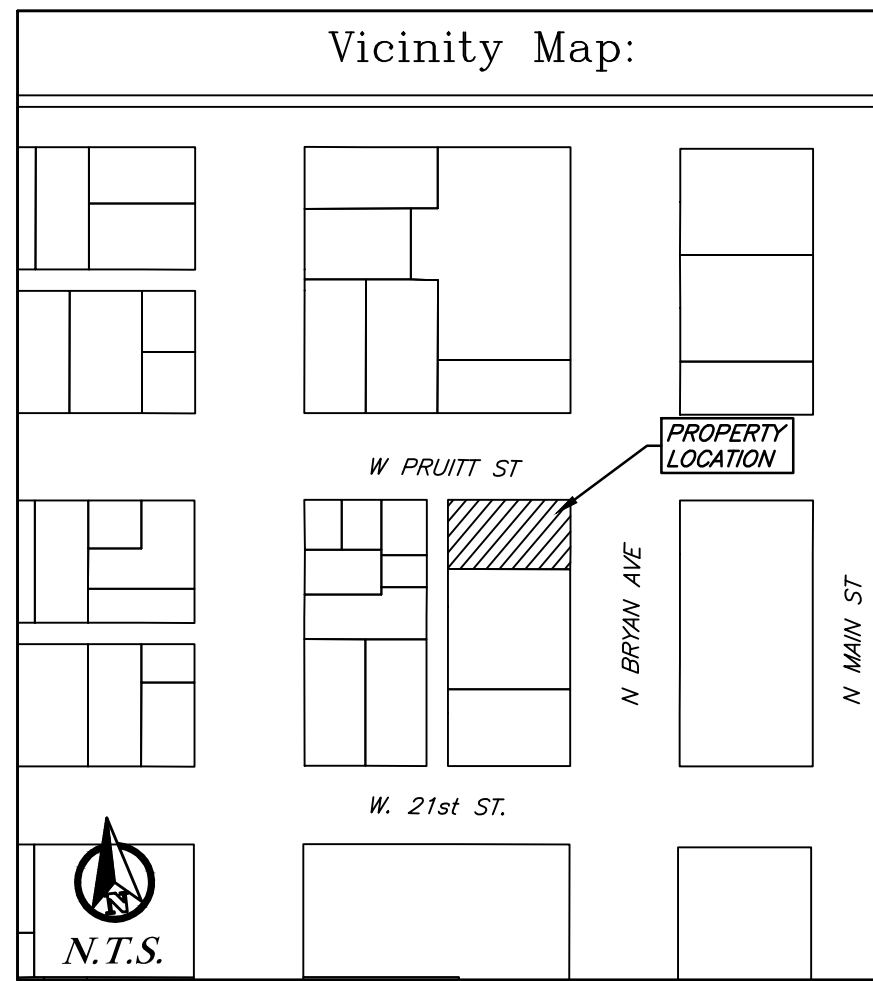 Vicinity Map:
PROPERTY
LOCATION
W PRUITT ST
N BRYAN AVE
N MAIN ST
W. 21st ST.
N
N.T.S.